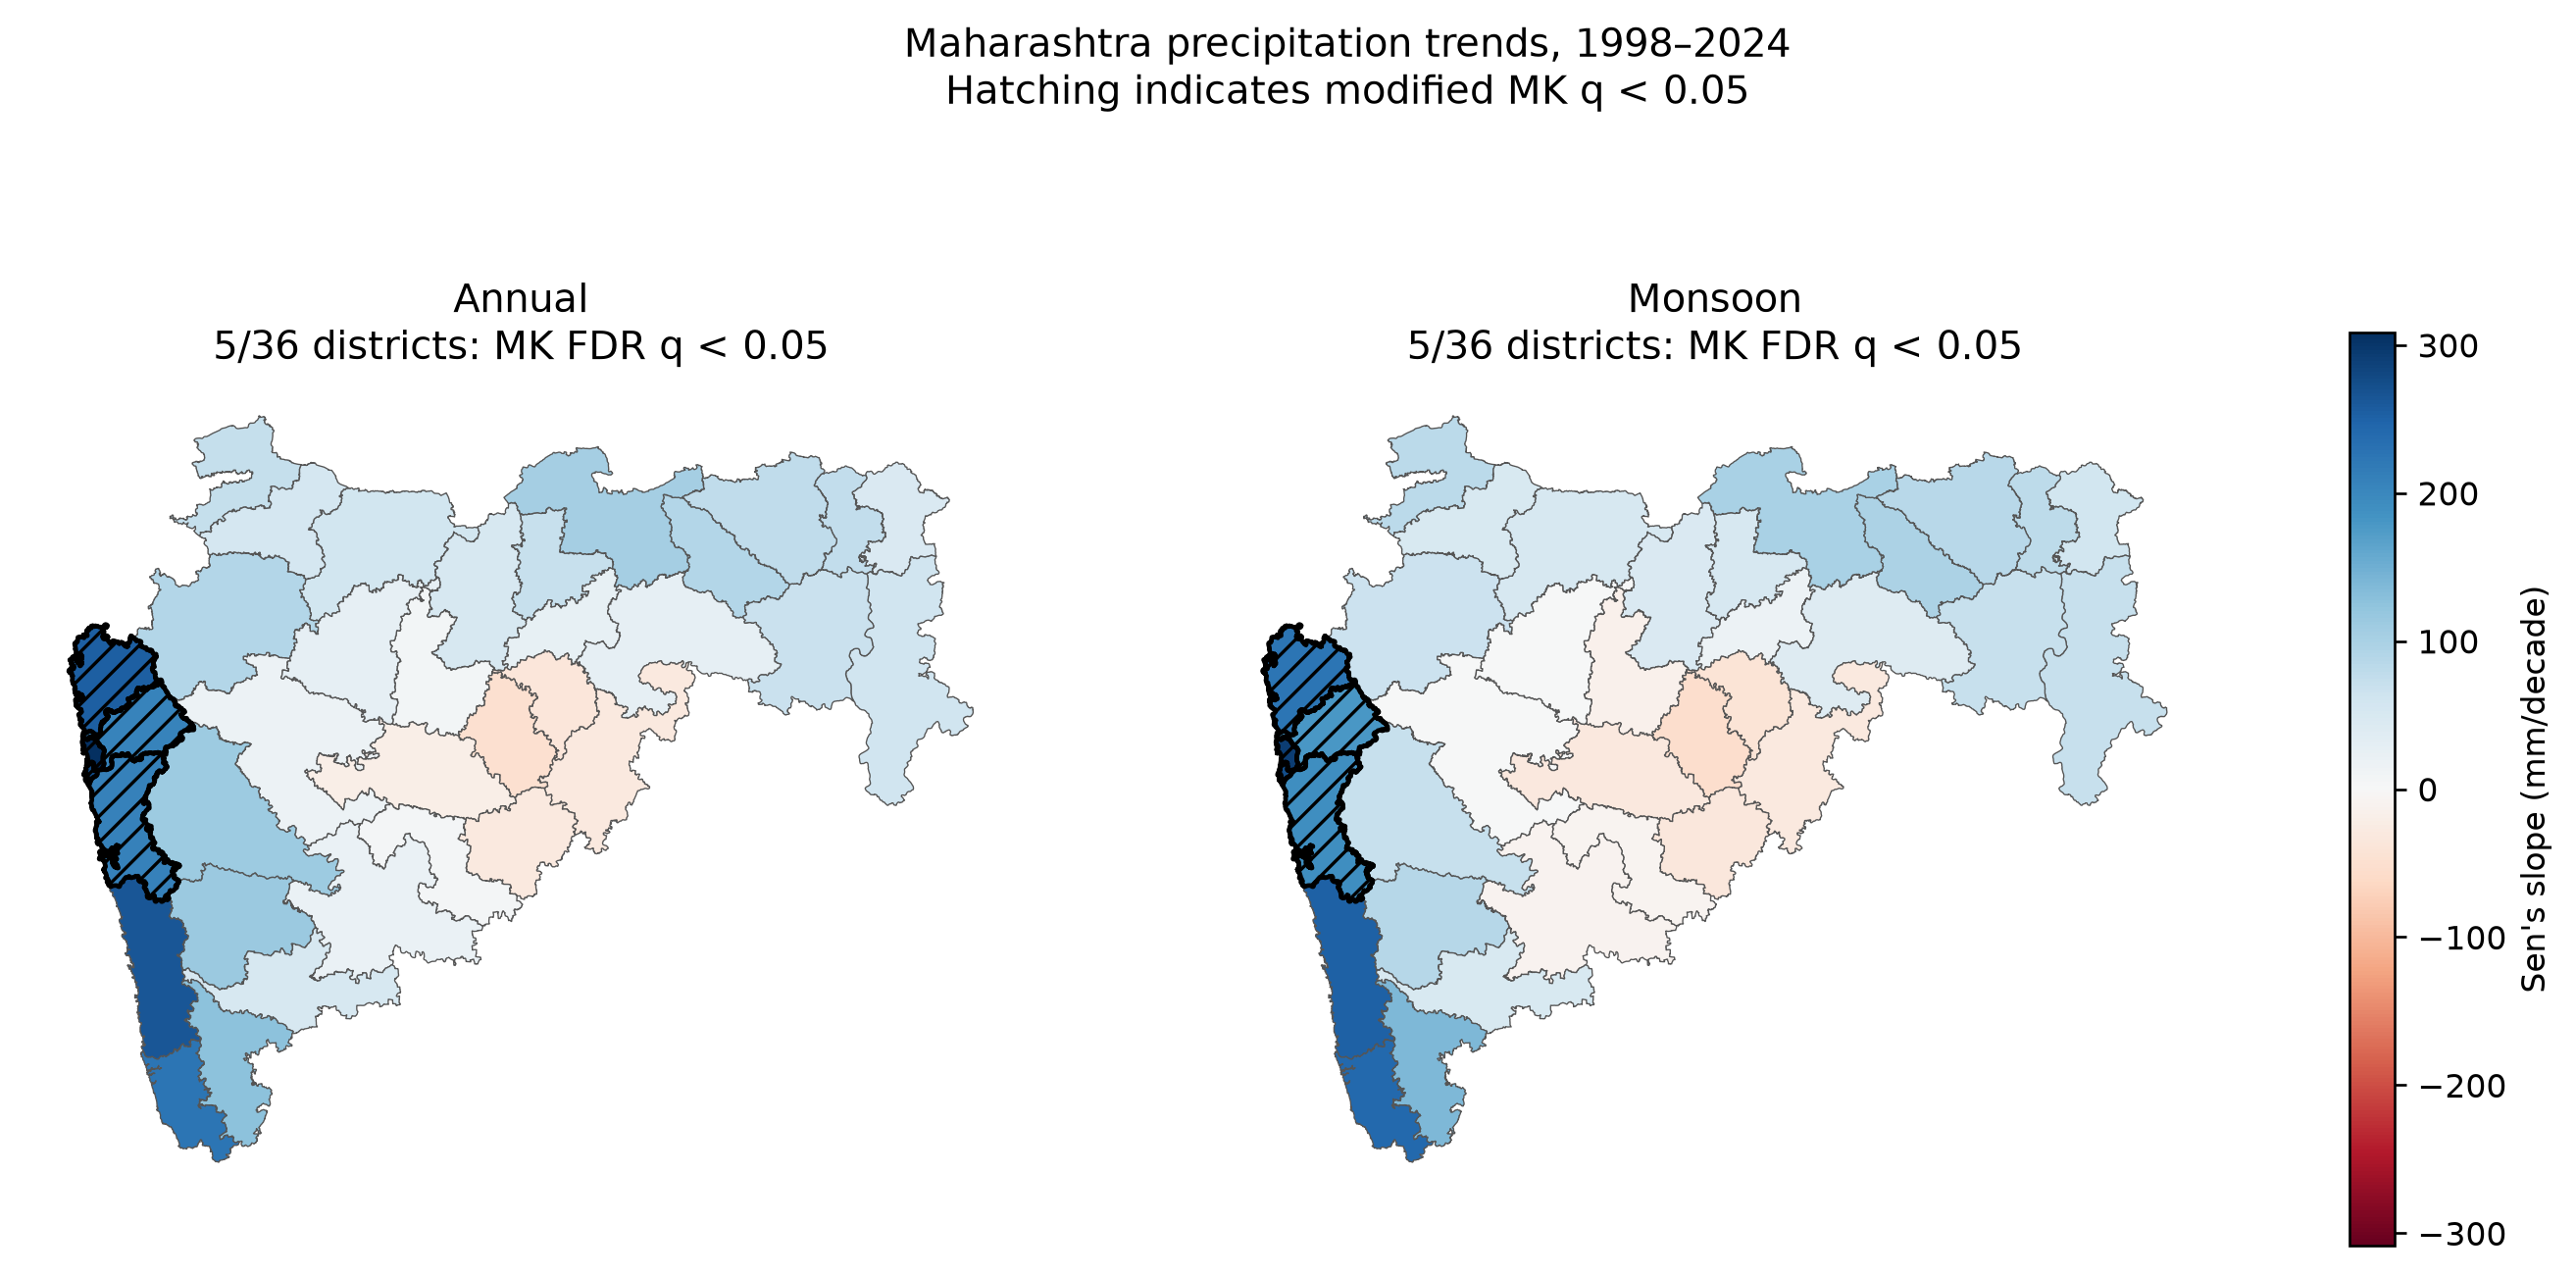 Maharashtra precipitation trends, 1998–2024
Hatching indicates modified MK q < 0.05
Annual
5/36 districts: MK FDR q < 0.05
Monsoon
5/36 districts: MK FDR q < 0.05
300
200
100
0
−100
−200
−300
Sen's slope (mm/decade)